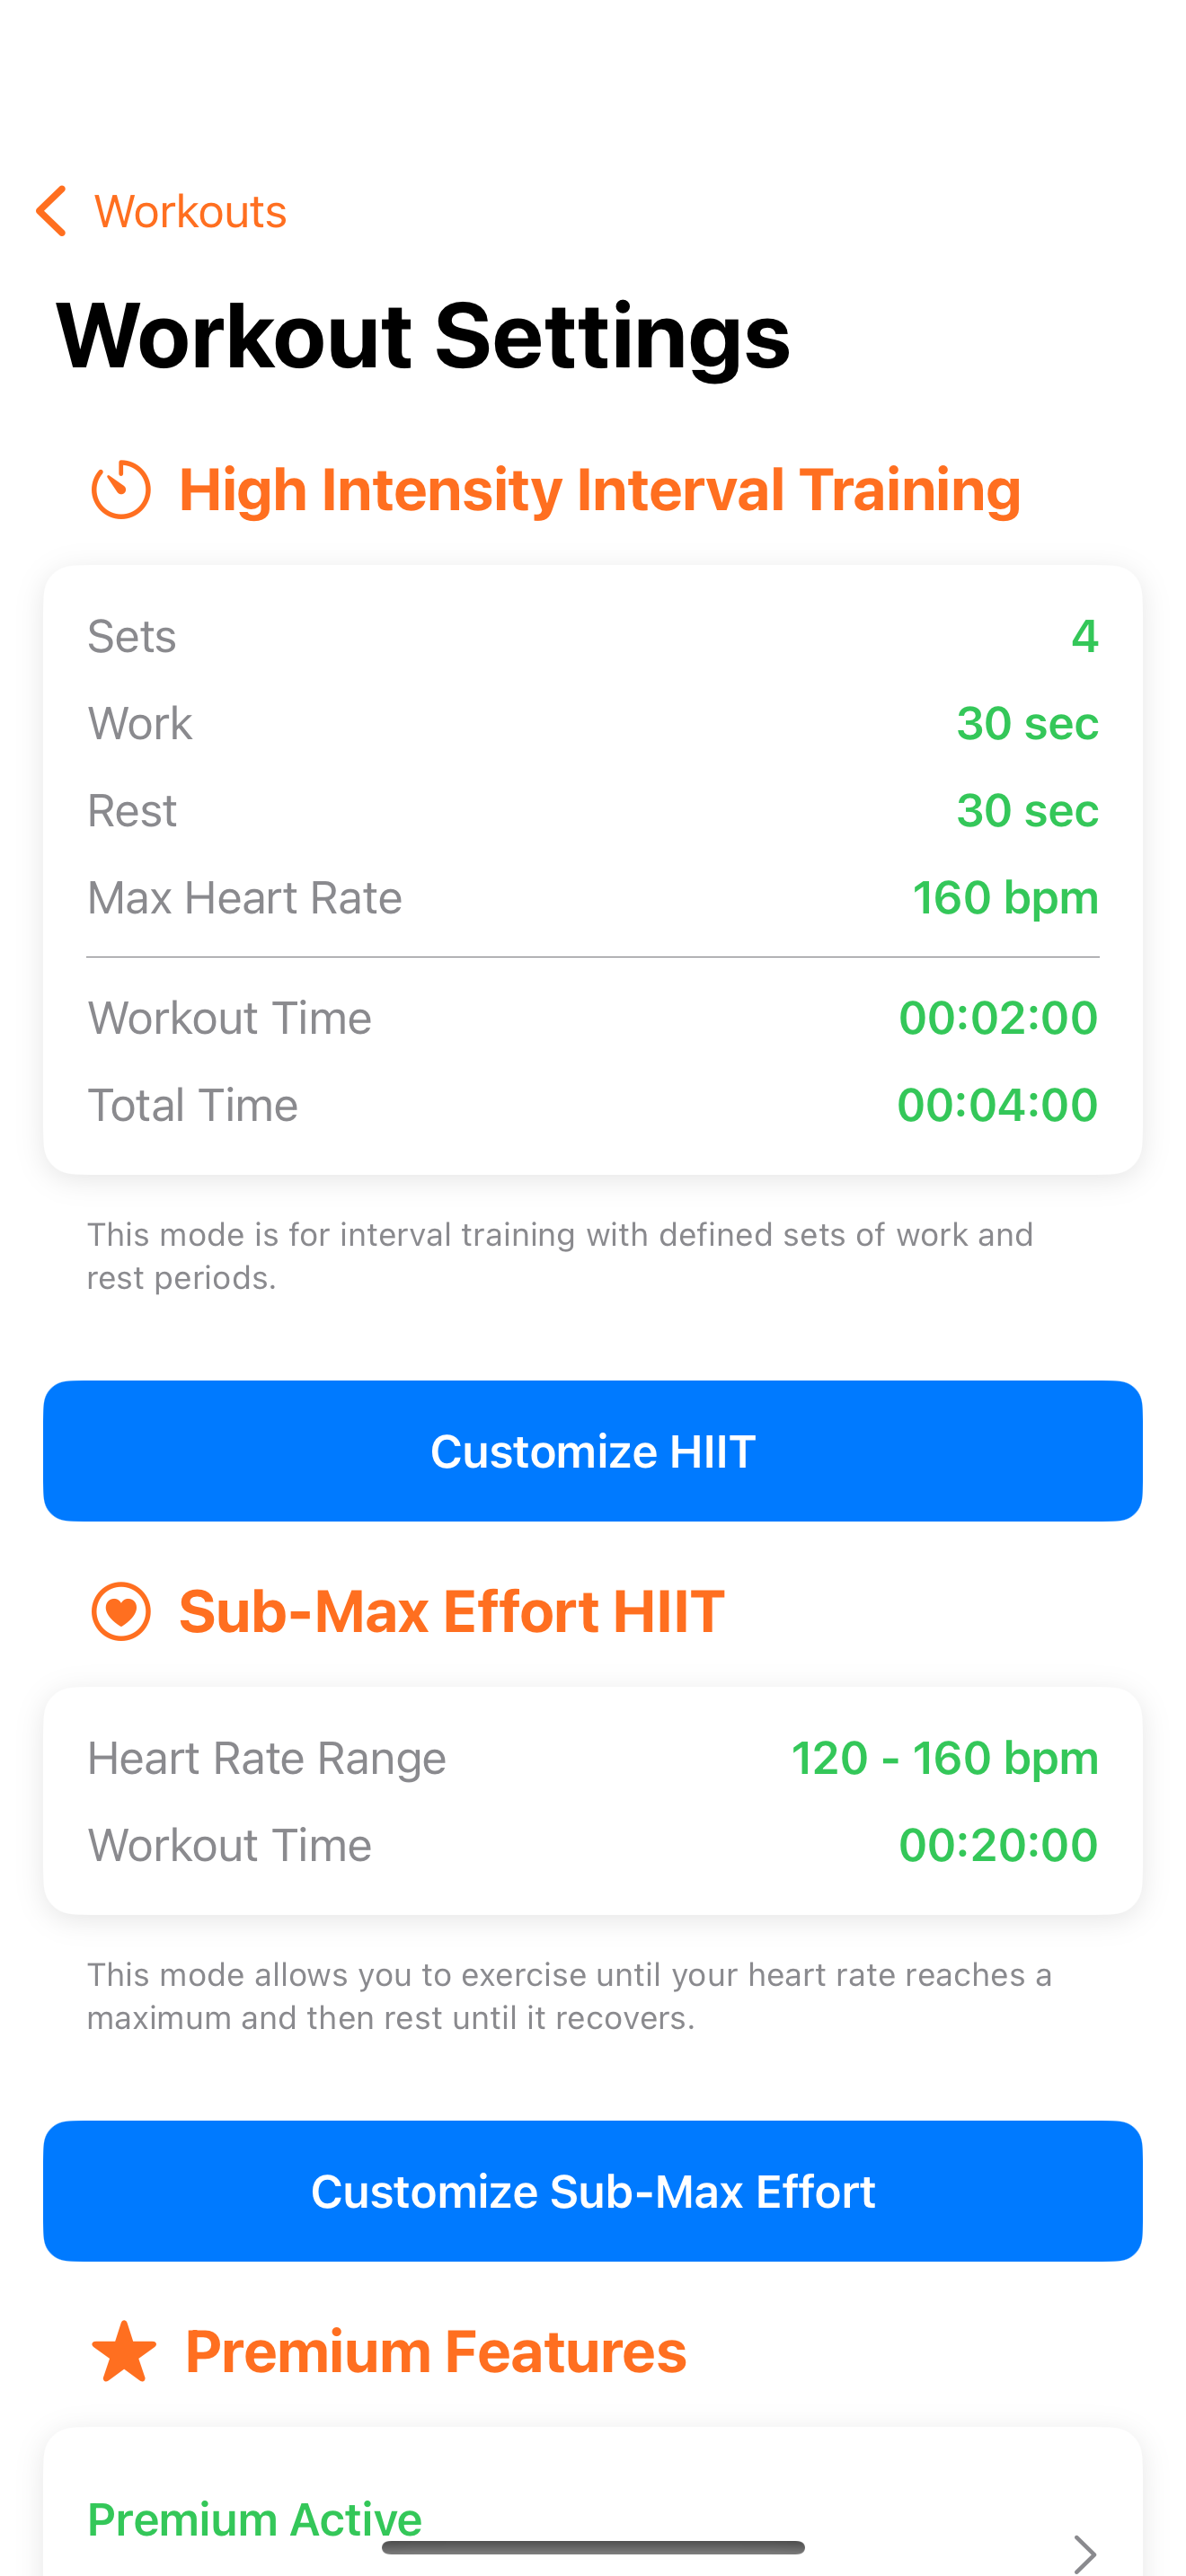 Workouts
Workout Settings
High Intensity Interval Training
Sets 4
Work 30 sec
Rest 30 sec
Max Heart Rate 160 bpm
Workout Time 00:02:00
Total Time 00:04:00
This mode is for interval training with defined sets of work and
rest periods.
Customize HIIT
Sub-Max Effort HIIT
Heart Rate Range 120 - 160 bpm
Workout Time 00:20:00
This mode allows you to exercise until your heart rate reaches a
maximum and then rest until it recovers.
Customize Sub-Max Effort
Premium Features
Premium Active